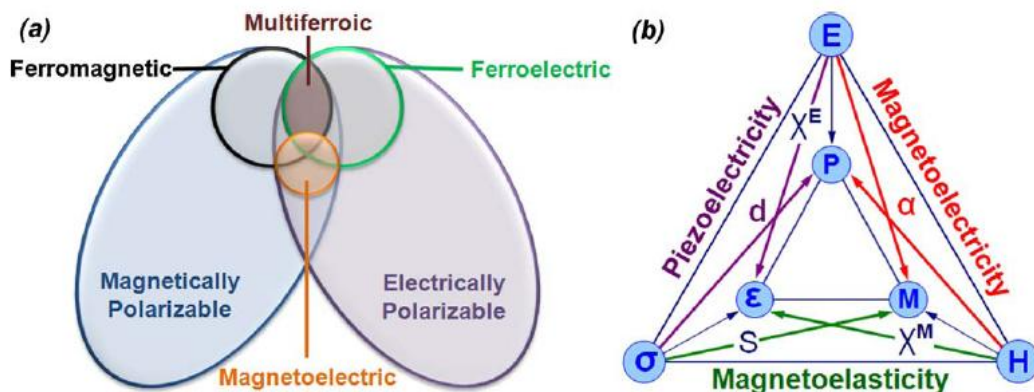 (a)
Multiferroic
Ferromagnetic
Ferroelectric
Magnetically
Polarizable
Electrically
Polarizable
Magnetoelectric
(b)
E
Piezoelectricity
Magnetoelectricity
χᴱ
P
d
α
ε
M
S
χᴹ
σ
H
Magnetoelasticity